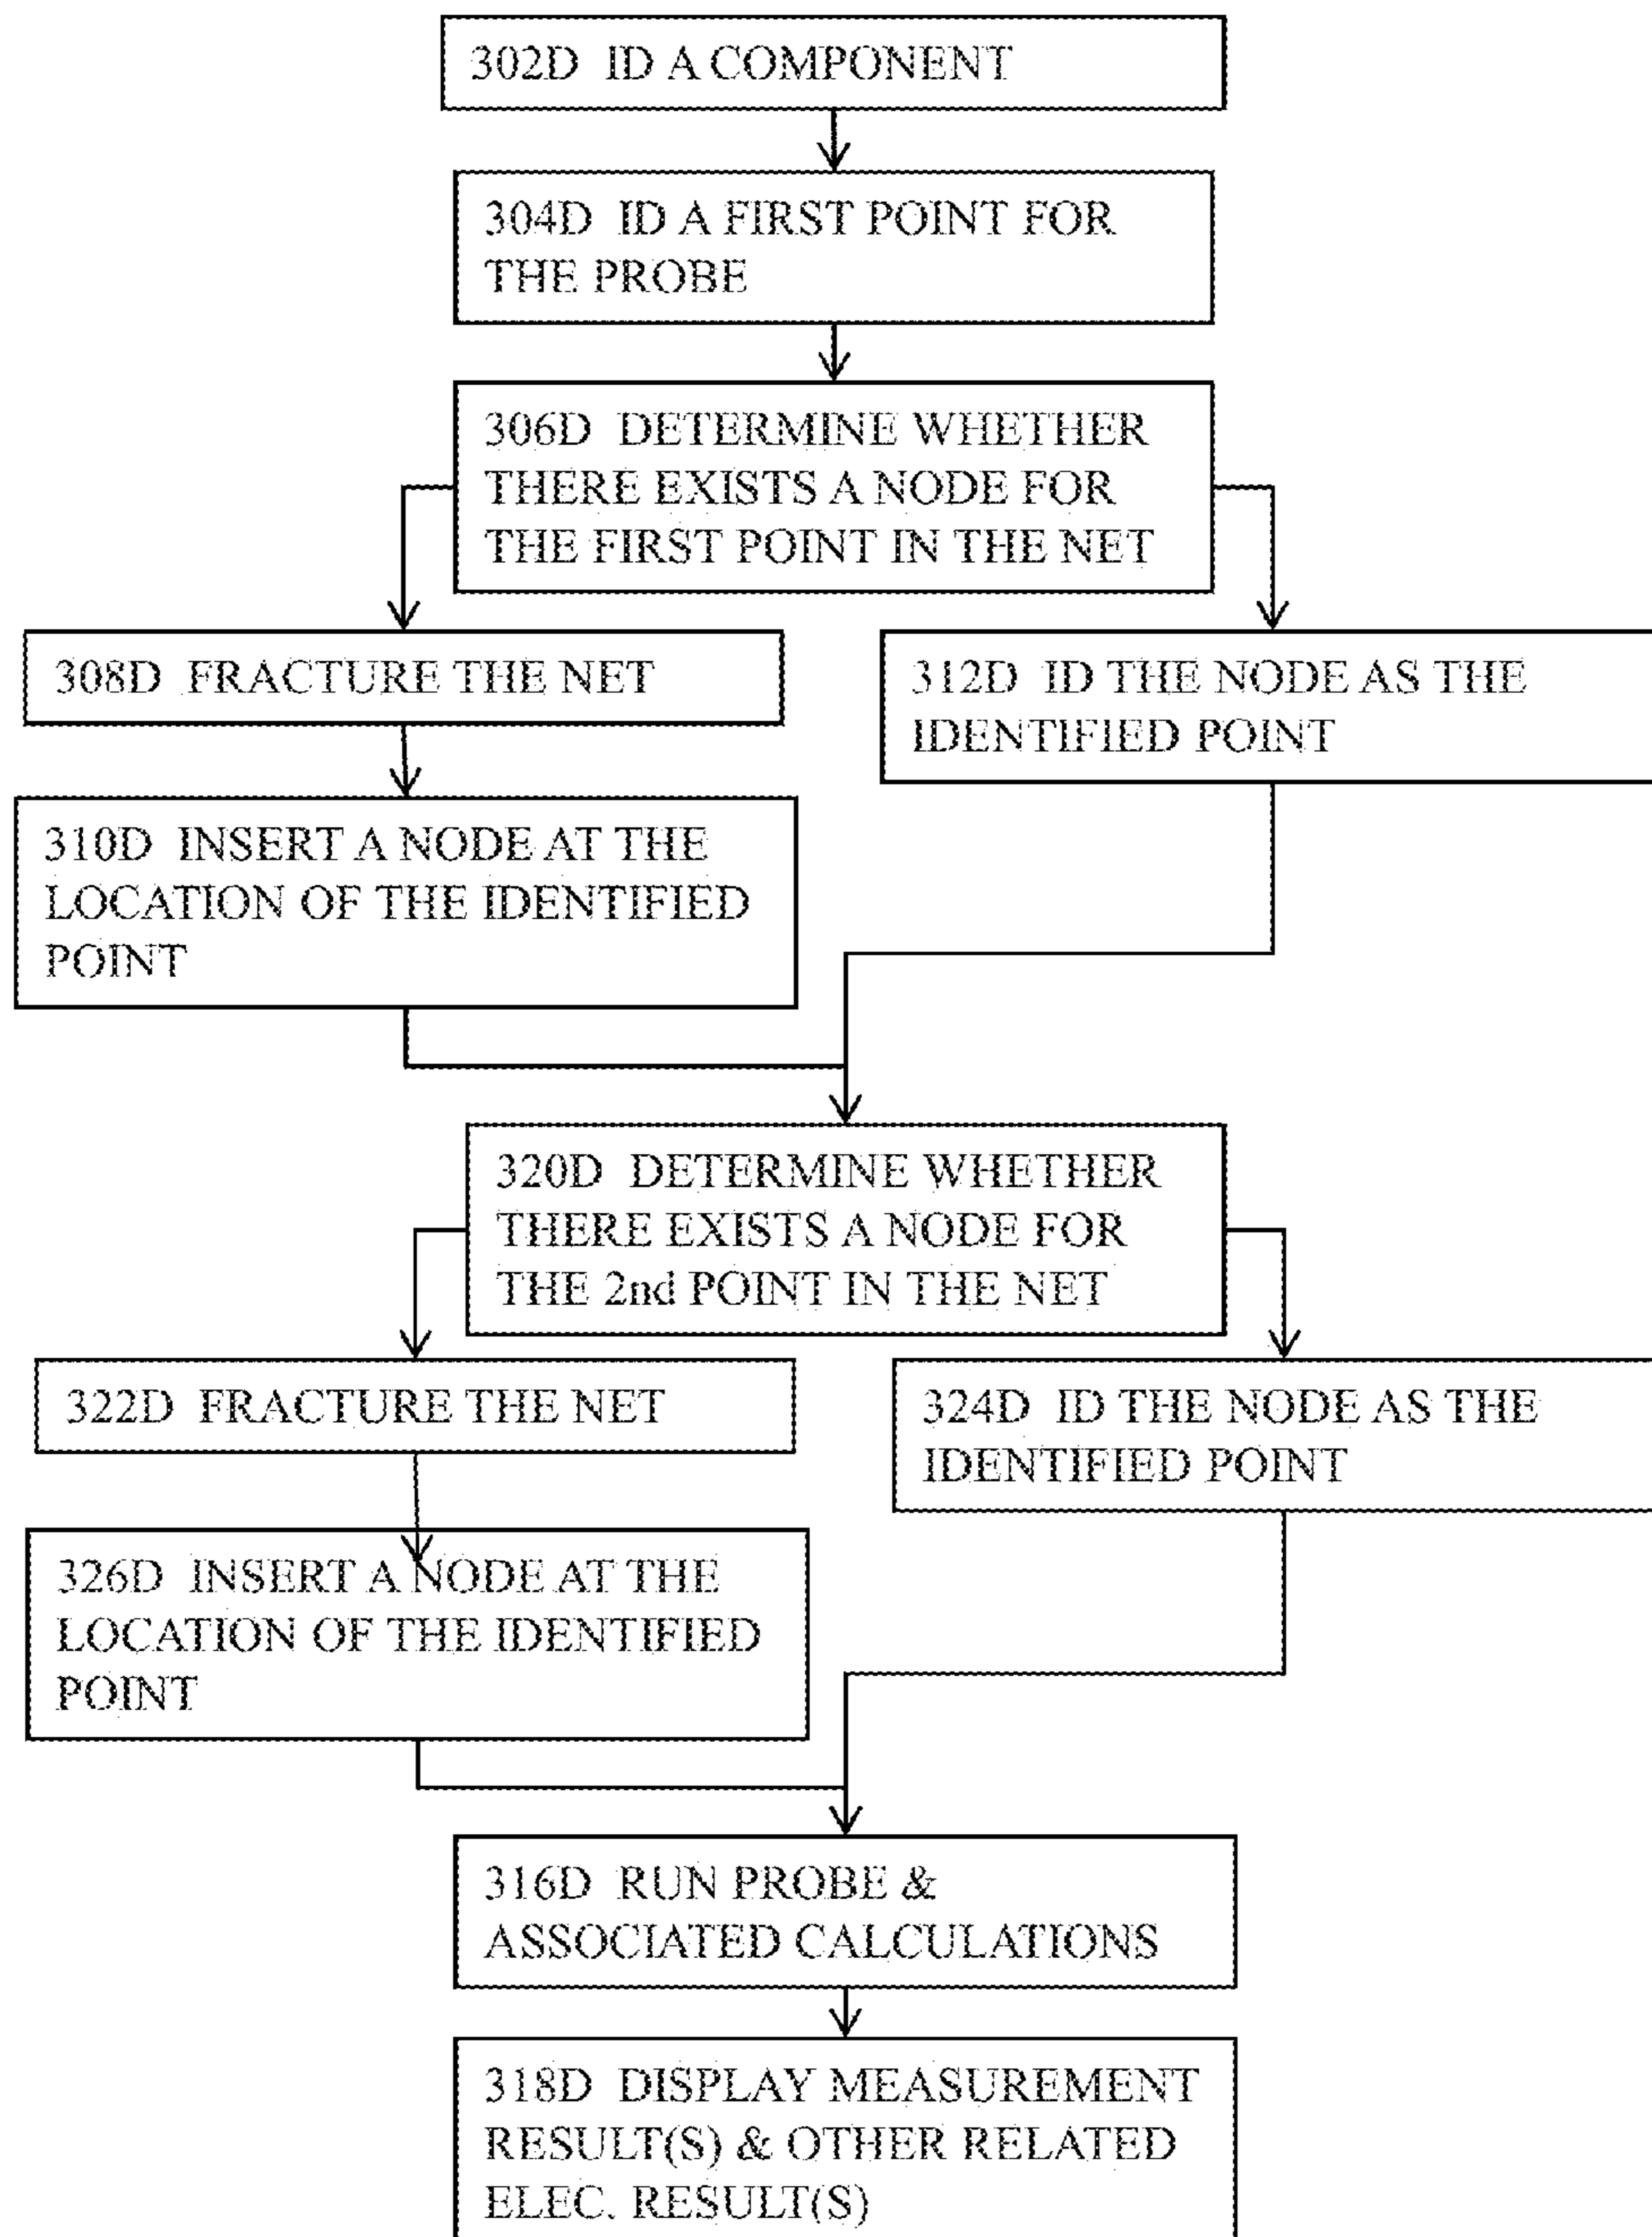 302D ID A COMPONENT
304D ID A FIRST POINT FOR
THE PROBE
306D DETERMINE WHETHER
THERE EXISTS A NODE FOR
THE FIRST POINT IN THE NET
308D FRACTURE THE NET
312D ID THE NODE AS THE
IDENTIFIED POINT
310D INSERT A NODE AT THE
LOCATION OF THE IDENTIFIED
POINT
320D DETERMINE WHETHER
THERE EXISTS A NODE FOR
THE 2nd POINT IN THE NET
322D FRACTURE THE NET
324D ID THE NODE AS THE
IDENTIFIED POINT
326D INSERT A NODE AT THE
LOCATION OF THE IDENTIFIED
POINT
316D RUN PROBE &
ASSOCIATED CALCULATIONS
318D DISPLAY MEASUREMENT
RESULT(S) & OTHER RELATED
ELEC. RESULT(S)